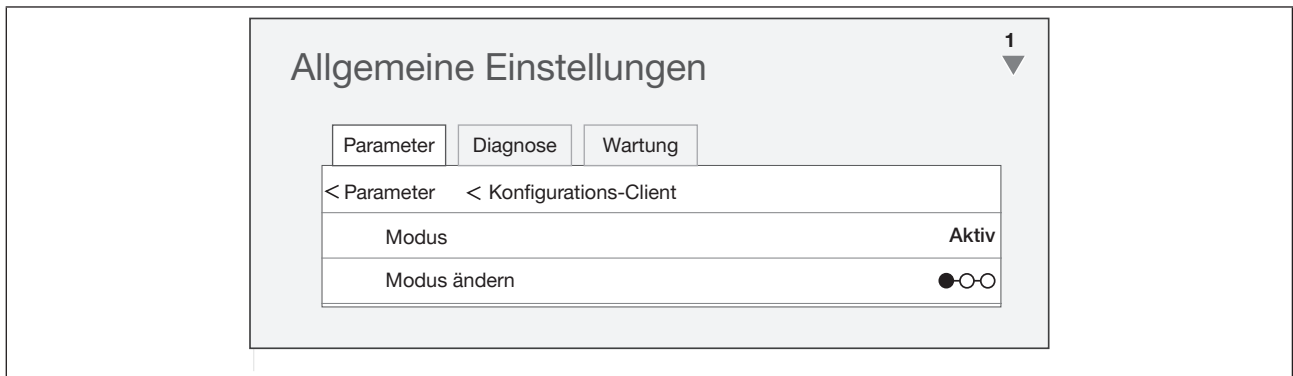 1
Allgemeine Einstellungen
Parameter Diagnose Wartung
< Parameter < Konfigurations-Client
Modus Aktiv
Modus ändern